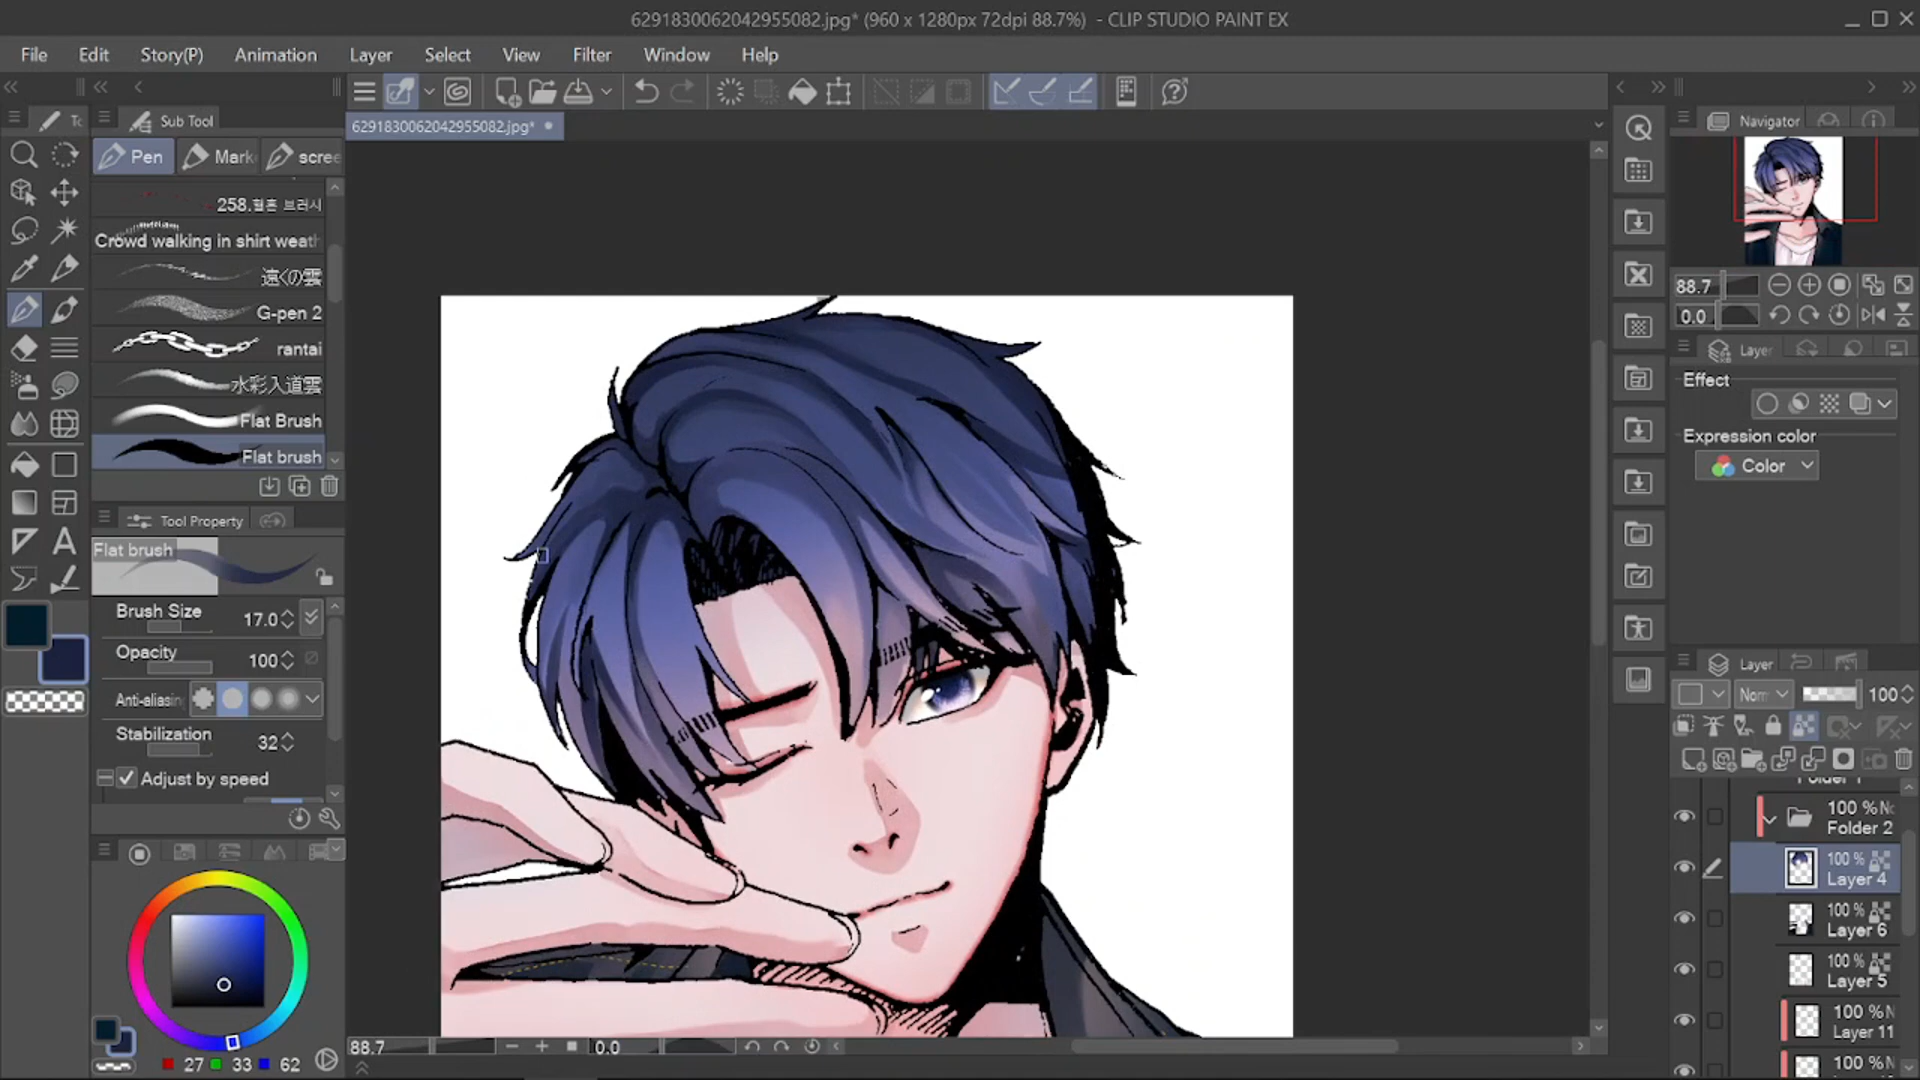 6291830062042955082.jpg* (960 x 1280px 72dpi 88.7%) - CLIP STUDIO PAINT EX
File Edit Story(P) Animation Layer Select View Filter Window Help
6291830062042955082.jpg*
Sub Tool
Pen Mark scree
258.혈흔 브러시
Crowd walking in shirt weath
遠くの雲
G-pen 2
rantai
水彩入道雲
Flat Brush
Flat brush
Tool Property
Flat brush
Brush Size 17.0
Opacity 100
Anti-aliasing
Stabilization 32
Adjust by speed
27 33 62
88.7 0.0
Navigator
88.7
0.0
Layer
Effect
Expression color
Color
Layer
Norn 100
Folder 1
100 %
Folder 2
100 %
Layer 4
100 %
Layer 6
100 %
Layer 5
100 %
Layer 11
100 %